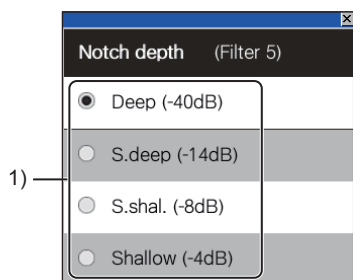 Notch depth (Filter 5)
1)
Deep (-40dB)
S.deep (-14dB)
S.shal. (-8dB)
Shallow (-4dB)